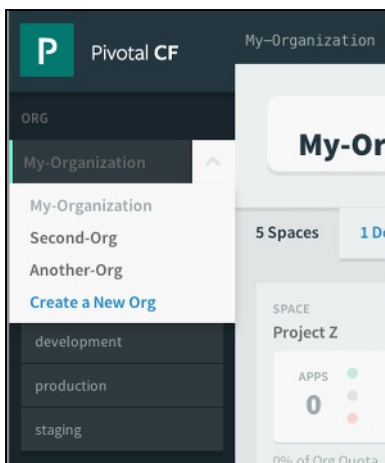 P Pivotal CF
My-Organization
ORG
My-Organization
My-Organization
Second-Org
Another-Org
Create a New Org
development
production
staging
My-Or
5 Spaces 1 Do
SPACE
Project Z
APPS
0
0% of Org Quota